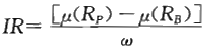 IR = [μ(R_P) − μ(R_B)] / ω